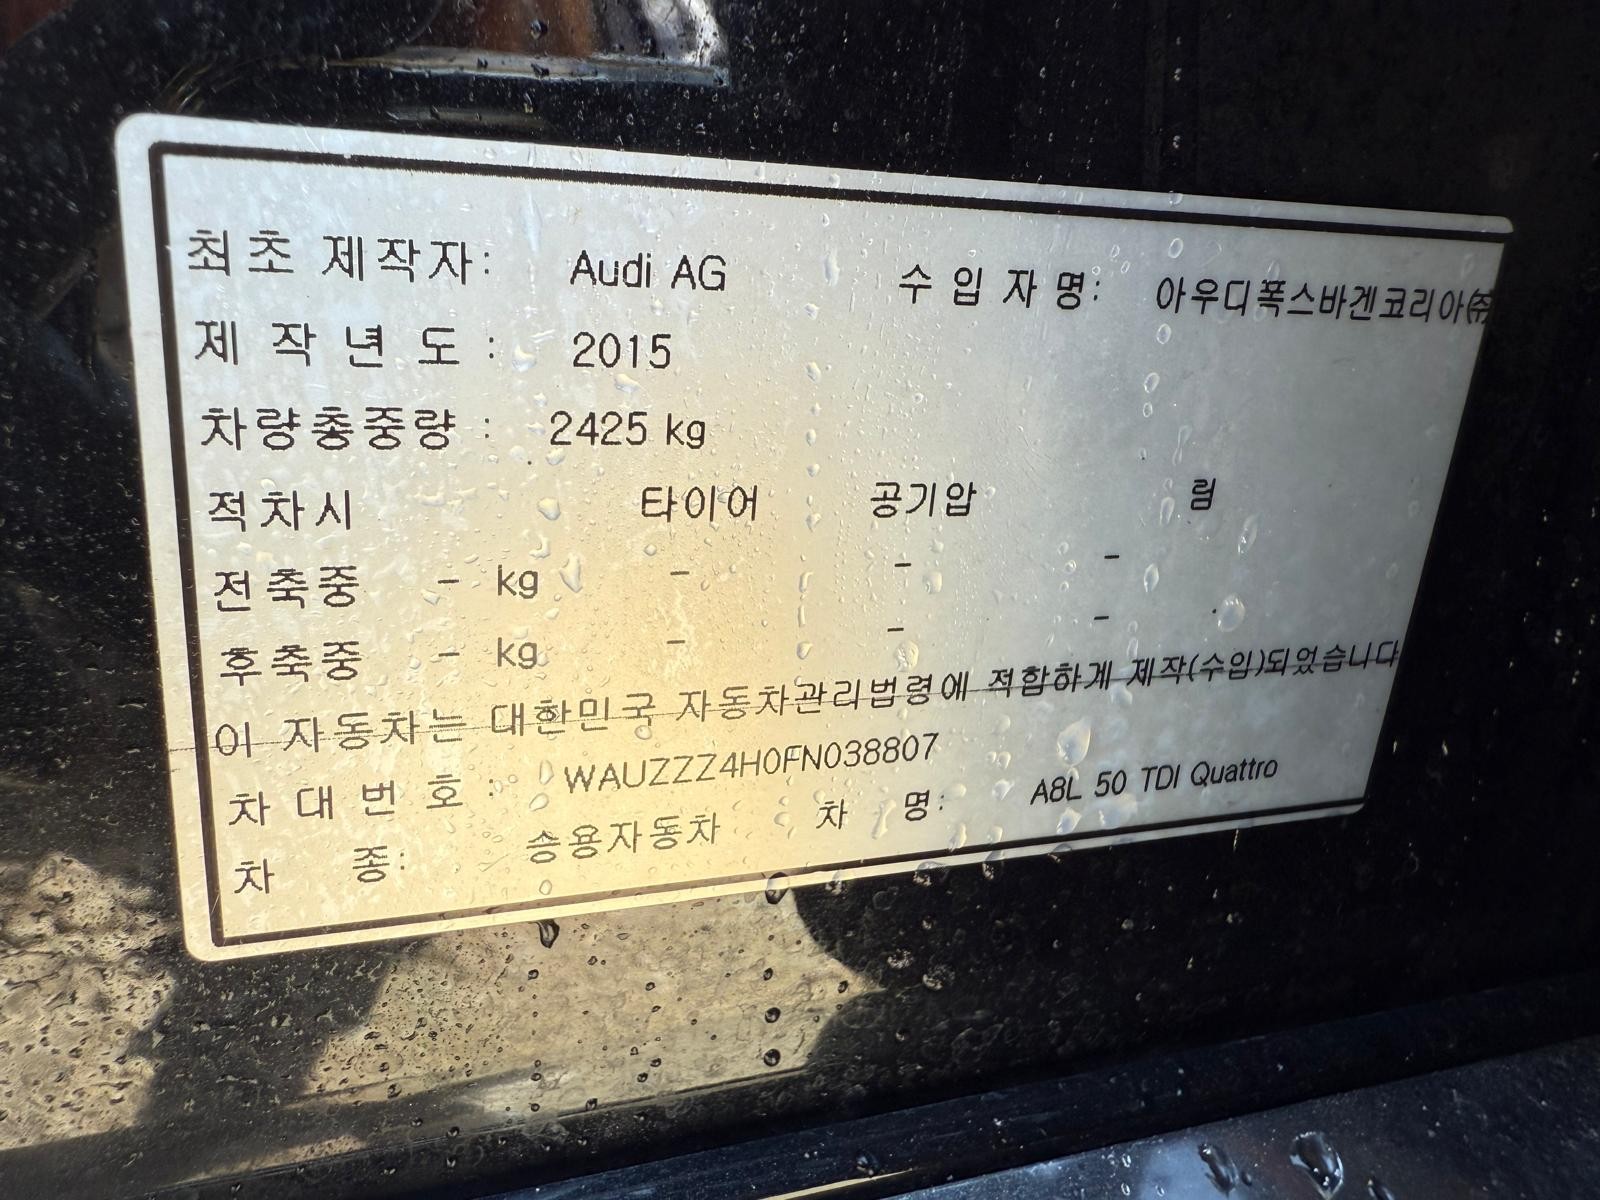 최초 제작자: Audi AG 수 입 자 명: 아우디폭스바겐코리아(주)
제 작 년 도 : 2015
차량총중량 : 2425 kg
적차시 타이어 공기압 림
전축중 - kg - - -
후축중 - kg - - -
이 자동차는 대한민국 자동차관리법령에 적합하게 제작(수입)되었습니다
차 대 번 호 : WAUZZZ4H0FN038807
차 종: 승용자동차 차 명: A8L 50 TDI Quattro